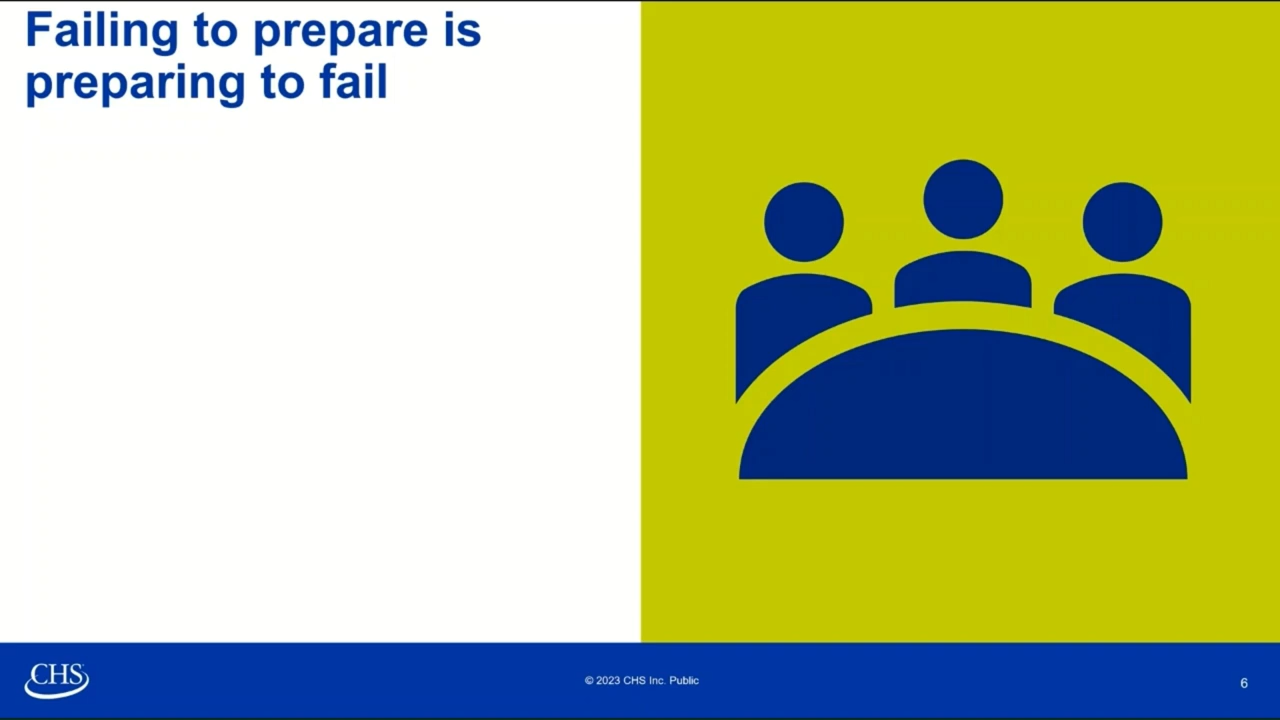 Failing to prepare is
preparing to fail
CHS
© 2023 CHS Inc. Public
6